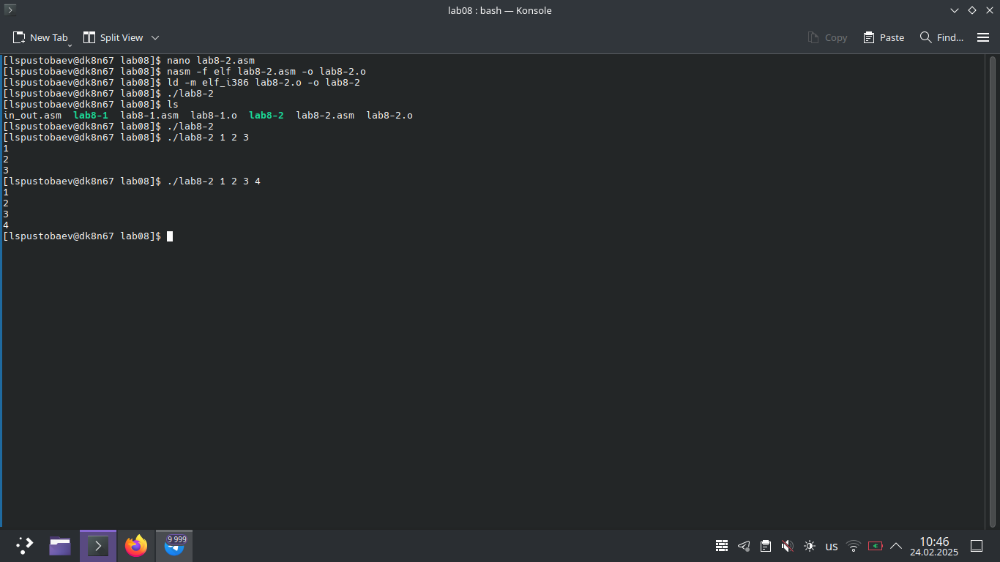 lab08 : bash — Konsole
New Tab Split View Copy Paste Find...
[lspustobaev@dk8n67 lab08]$ nano lab8-2.asm
[lspustobaev@dk8n67 lab08]$ nasm -f elf lab8-2.asm -o lab8-2.o
[lspustobaev@dk8n67 lab08]$ ld -m elf_i386 lab8-2.o -o lab8-2
[lspustobaev@dk8n67 lab08]$ ./lab8-2
[lspustobaev@dk8n67 lab08]$ ls
in_out.asm lab8-1 lab8-1.asm lab8-1.o lab8-2 lab8-2.asm lab8-2.o
[lspustobaev@dk8n67 lab08]$ ./lab8-2
[lspustobaev@dk8n67 lab08]$ ./lab8-2 1 2 3
1
2
3
[lspustobaev@dk8n67 lab08]$ ./lab8-2 1 2 3 4
1
2
3
4
[lspustobaev@dk8n67 lab08]$
9 999
us
10:46
24.02.2025